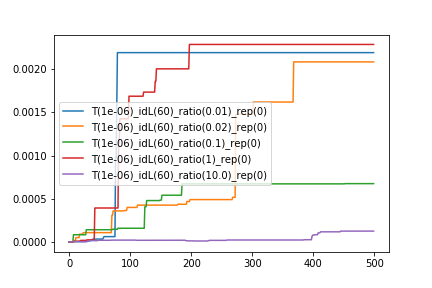 0.0020
0.0015
0.0010
0.0005
0.0000
T(1e-06)_idL(60)_ratio(0.01)_rep(0)
T(1e-06)_idL(60)_ratio(0.02)_rep(0)
T(1e-06)_idL(60)_ratio(0.1)_rep(0)
T(1e-06)_idL(60)_ratio(1)_rep(0)
T(1e-06)_idL(60)_ratio(10.0)_rep(0)
0 100 200 300 400 500